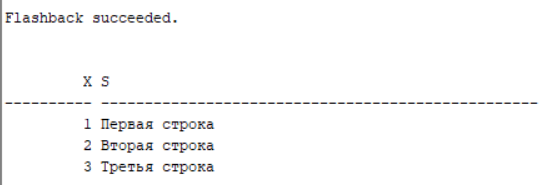 Flashback succeeded.
X S
---------- --------------------------------------------------
1 Первая строка
2 Вторая строка
3 Третья строка